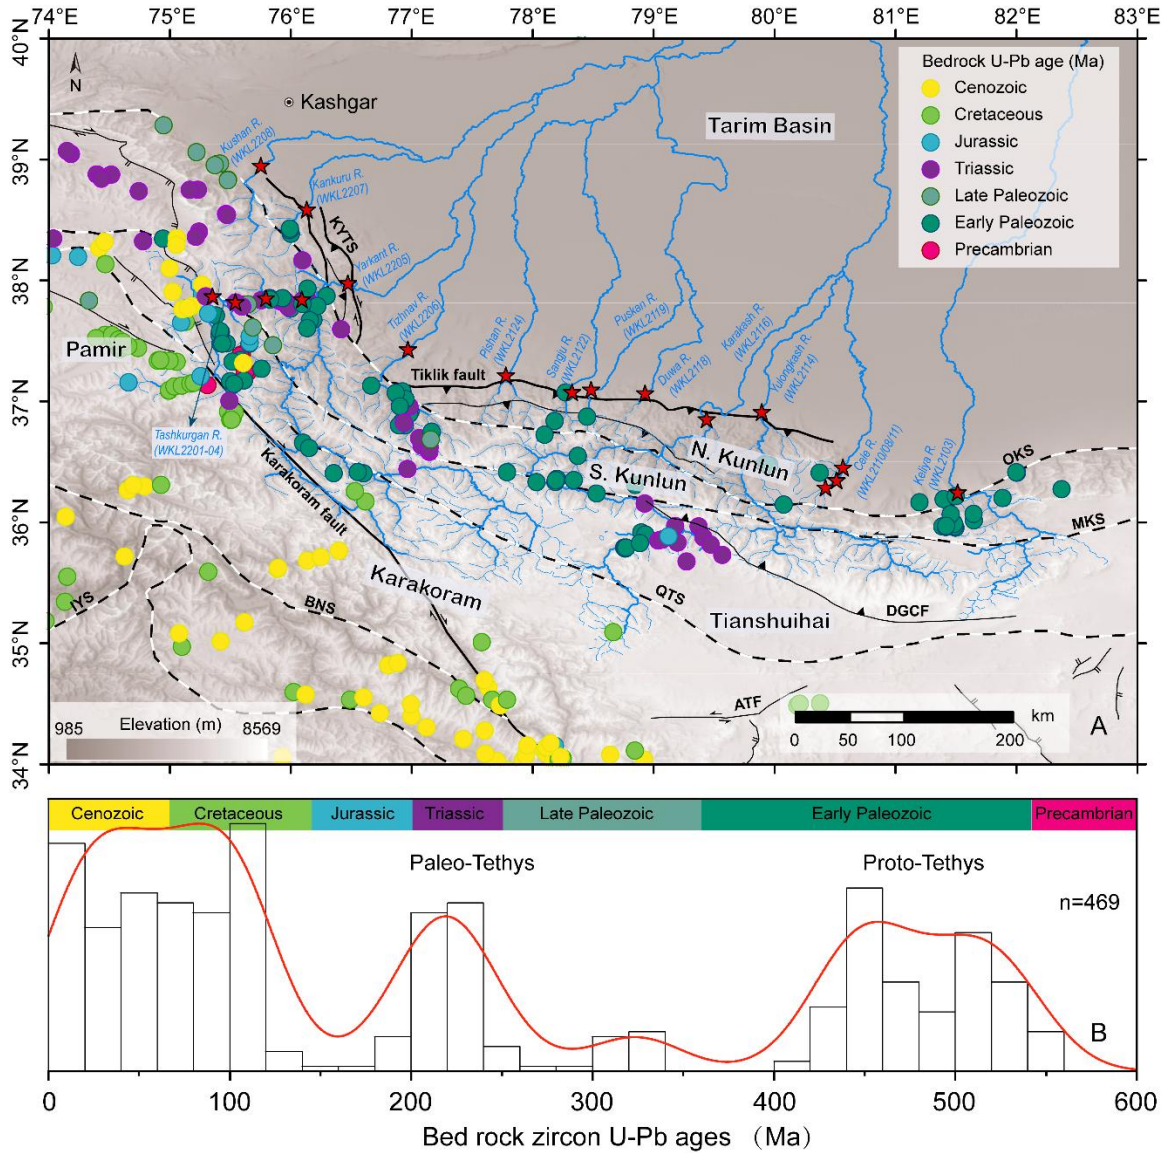 74°E 75°E 76°E 77°E 78°E 79°E 80°E 81°E 82°E 83°E
40°N
39°N
38°N
37°N
36°N
35°N
34°N
N
Kashgar
Tarim Basin
Bedrock U-Pb age (Ma)
Cenozoic
Cretaceous
Jurassic
Triassic
Late Paleozoic
Early Paleozoic
Precambrian
Kushan R.
(WKL2208)
Kankuru R.
(WKL2207)
KYTS
Yarkant R.
(WKL2205)
Tizhnav R.
(WKL2206)
Pishan R.
(WKL2124)
Sanglu R.
(WKL2122)
Puskan R.
(WKL2119)
Duwa R.
(WKL2118)
Karakash R.
(WKL2116)
Yulongkash R.
(WKL2114)
Cele R.
(WKL2110/08/11)
Keliya R.
(WKL2103)
Tashkurgan R.
(WKL2201-04)
Pamir
Tiklik fault
N. Kunlun
S. Kunlun
OKS
MKS
Karakoram fault
Karakoram
QTS
DGCF
Tianshuihai
IYS
BNS
ATF
Elevation (m)
985 8569
km
0 50 100 200
A
Cenozoic Cretaceous Jurassic Triassic Late Paleozoic Early Paleozoic Precambrian
Paleo-Tethys
Proto-Tethys
n=469
B
0 100 200 300 400 500 600
Bed rock zircon U-Pb ages （Ma）